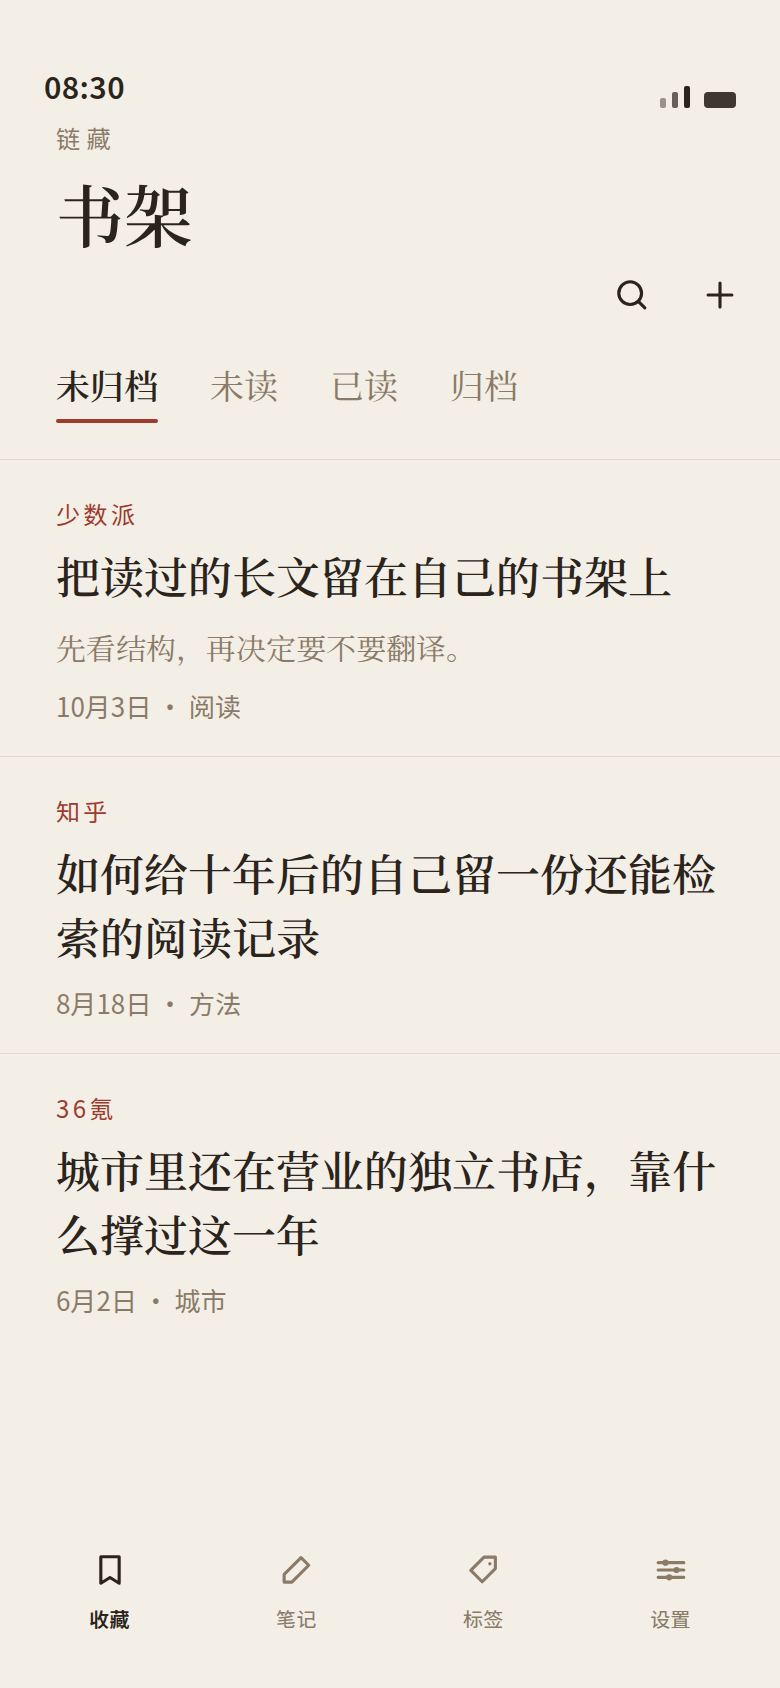 08:30
链藏
书架
未归档 未读 已读 归档
少数派
把读过的长文留在自己的书架上
先看结构，再决定要不要翻译。
10月3日 · 阅读
知乎
如何给十年后的自己留一份还能检
索的阅读记录
8月18日 · 方法
36氪
城市里还在营业的独立书店，靠什
么撑过这一年
6月2日 · 城市
收藏 笔记 标签 设置